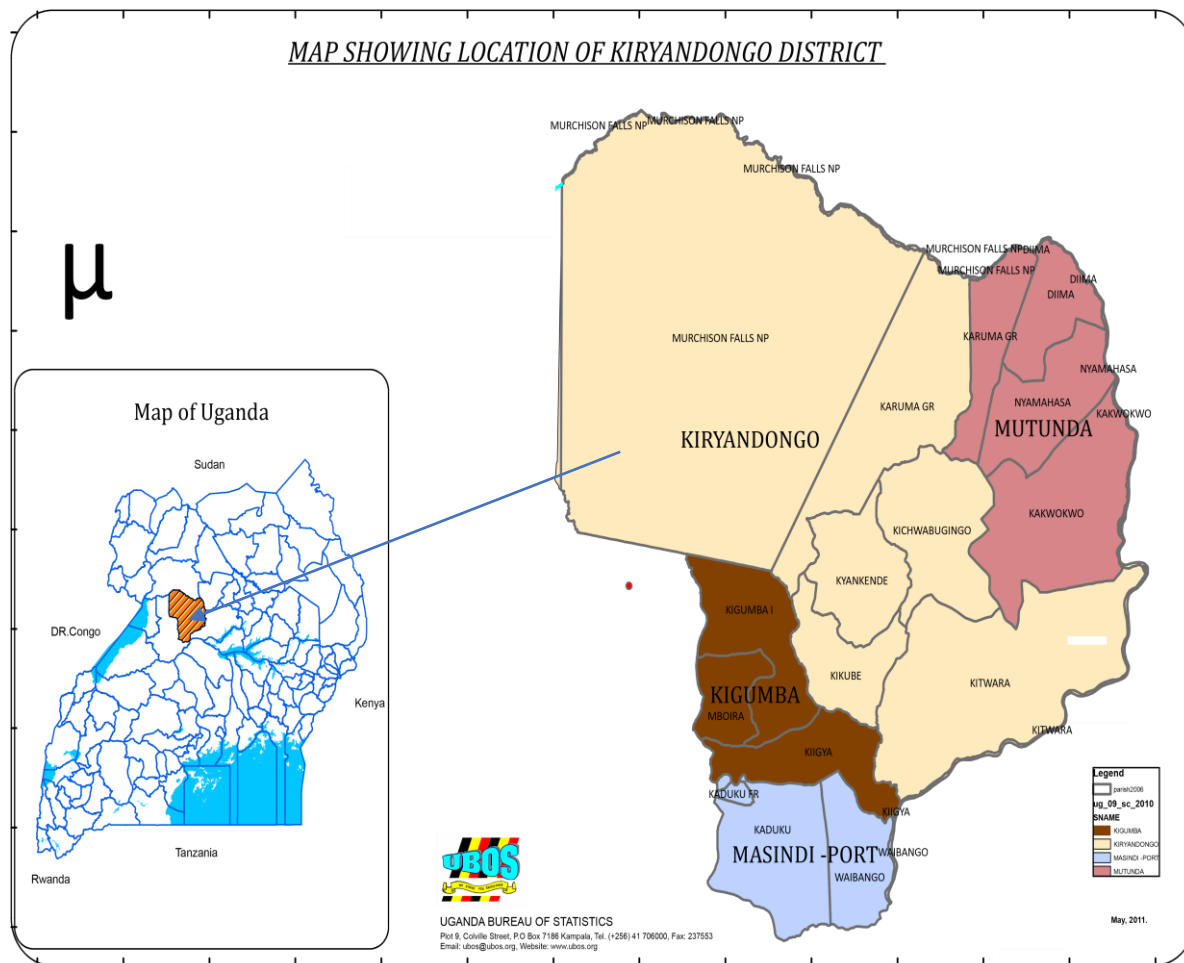 MAP SHOWING LOCATION OF KIRYANDONGO DISTRICT
MURCHISON FALLS NP
MURCHISON FALLS NP
MURCHISON FALLS NP
µ
MURCHISON FALLS NP
DIIMA
MURCHISON FALLS NP
DIIMA
DIIMA
MURCHISON FALLS NP
KARUMA GR
NYAMAHASA
KARUMA GR
NYAMAHASA
KAKWOKWO
KIRYANDONGO
MUTUNDA
KAKWOKWO
KICHWABUGINGO
KYANKENDE
KIGUMBA I
KIKUBE
KITWARA
KIGUMBA
MBOIRA
KITWARA
KIIGYA
KADUKU FR
KIIGYA
KADUKU
MASINDI -PORT
WAIBANGO
WAIBANGO
Map of Uganda
Sudan
DR.Congo
Kenya
Tanzania
Rwanda
UBOS
UGANDA BUREAU OF STATISTICS
Plot 9, Colville Street, P.O Box 7186 Kampala, Tel. (+256) 41 706000, Fax: 237553
Email: ubos@ubos.org, Website: www.ubos.org
Legend
parish2006
ug_09_sc_2010
SNAME
KIGUMBA
KIRYANDONGO
MASINDI -PORT
MUTUNDA
May, 2011.